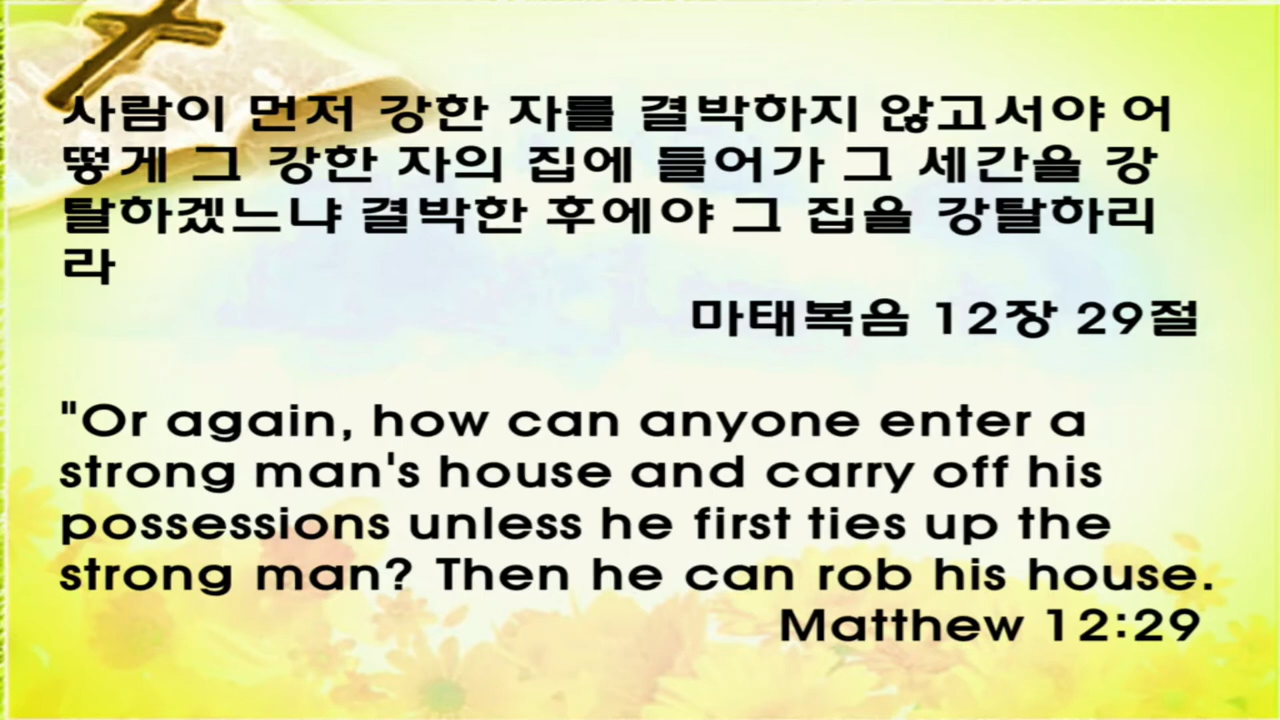 사람이 먼저 강한 자를 결박하지 않고서야 어
떻게 그 강한 자의 집에 들어가 그 세간을 강
탈하겠느냐 결박한 후에야 그 집을 강탈하리
라
마태복음 12장 29절
"Or again, how can anyone enter a
strong man's house and carry off his
possessions unless he first ties up the
strong man? Then he can rob his house.
Matthew 12:29